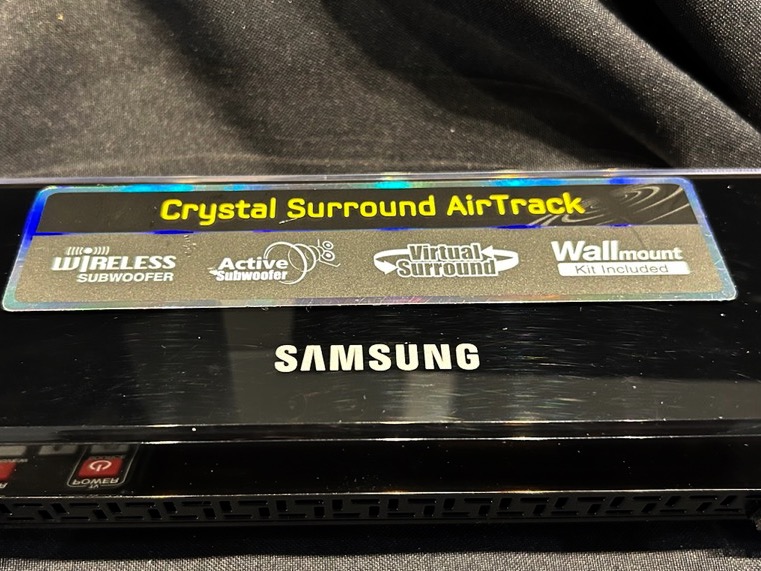 Crystal Surround AirTrack
WIRELESS
SUBWOOFER
Active
Subwoofer
Virtual
Surround
Wallmount
Kit Included
SAMSUNG
POWER